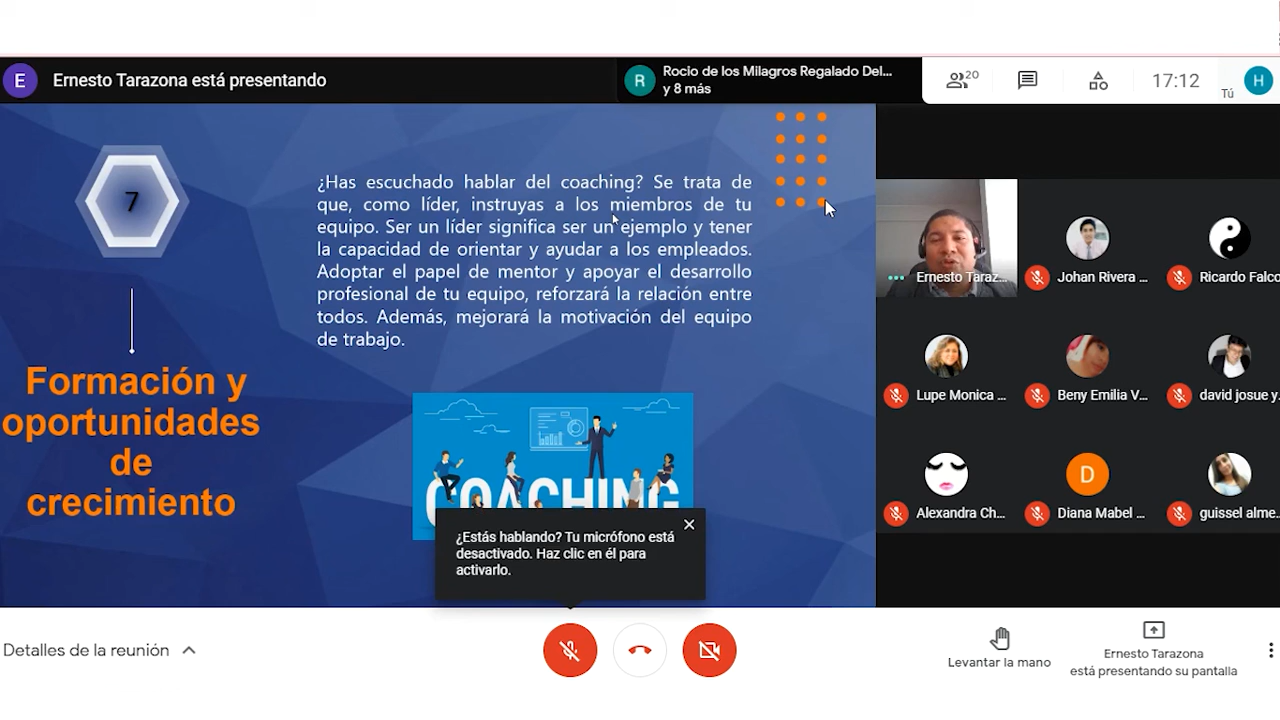 E
Ernesto Tarazona está presentando
R
Rocio de los Milagros Regalado Del...
y 8 más
20
17:12
Tú
H
7
Formación y
oportunidades
de
crecimiento
¿Has escuchado hablar del coaching? Se trata de
que, como líder, instruyas a los miembros de tu
equipo. Ser un líder significa ser un ejemplo y tener
la capacidad de orientar y ayudar a los empleados.
Adoptar el papel de mentor y apoyar el desarrollo
profesional de tu equipo, reforzará la relación entre
todos. Además, mejorará la motivación del equipo
de trabajo.
COACHING
¿Estás hablando? Tu micrófono está
desactivado. Haz clic en él para
activarlo.
Ernesto Taraz...
Johan Rivera ...
Ricardo Falco
Lupe Monica ...
Beny Emilia V...
david josue y.
Alexandra Ch...
D
Diana Mabel ...
guissel alme..
Detalles de la reunión
Levantar la mano
Ernesto Tarazona
está presentando su pantalla